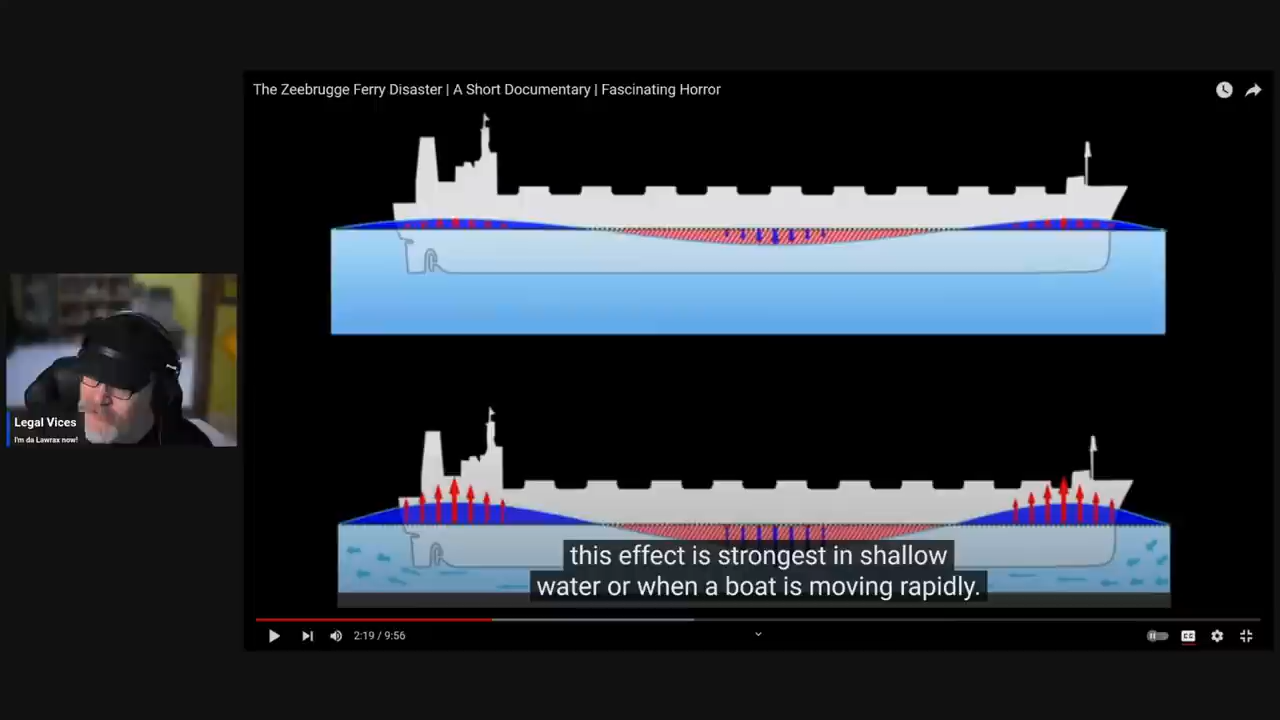 The Zeebrugge Ferry Disaster | A Short Documentary | Fascinating Horror
Legal Vices
I'm da Lawrax now!
this effect is strongest in shallow
water or when a boat is moving rapidly.
2:19 / 9:56
CC